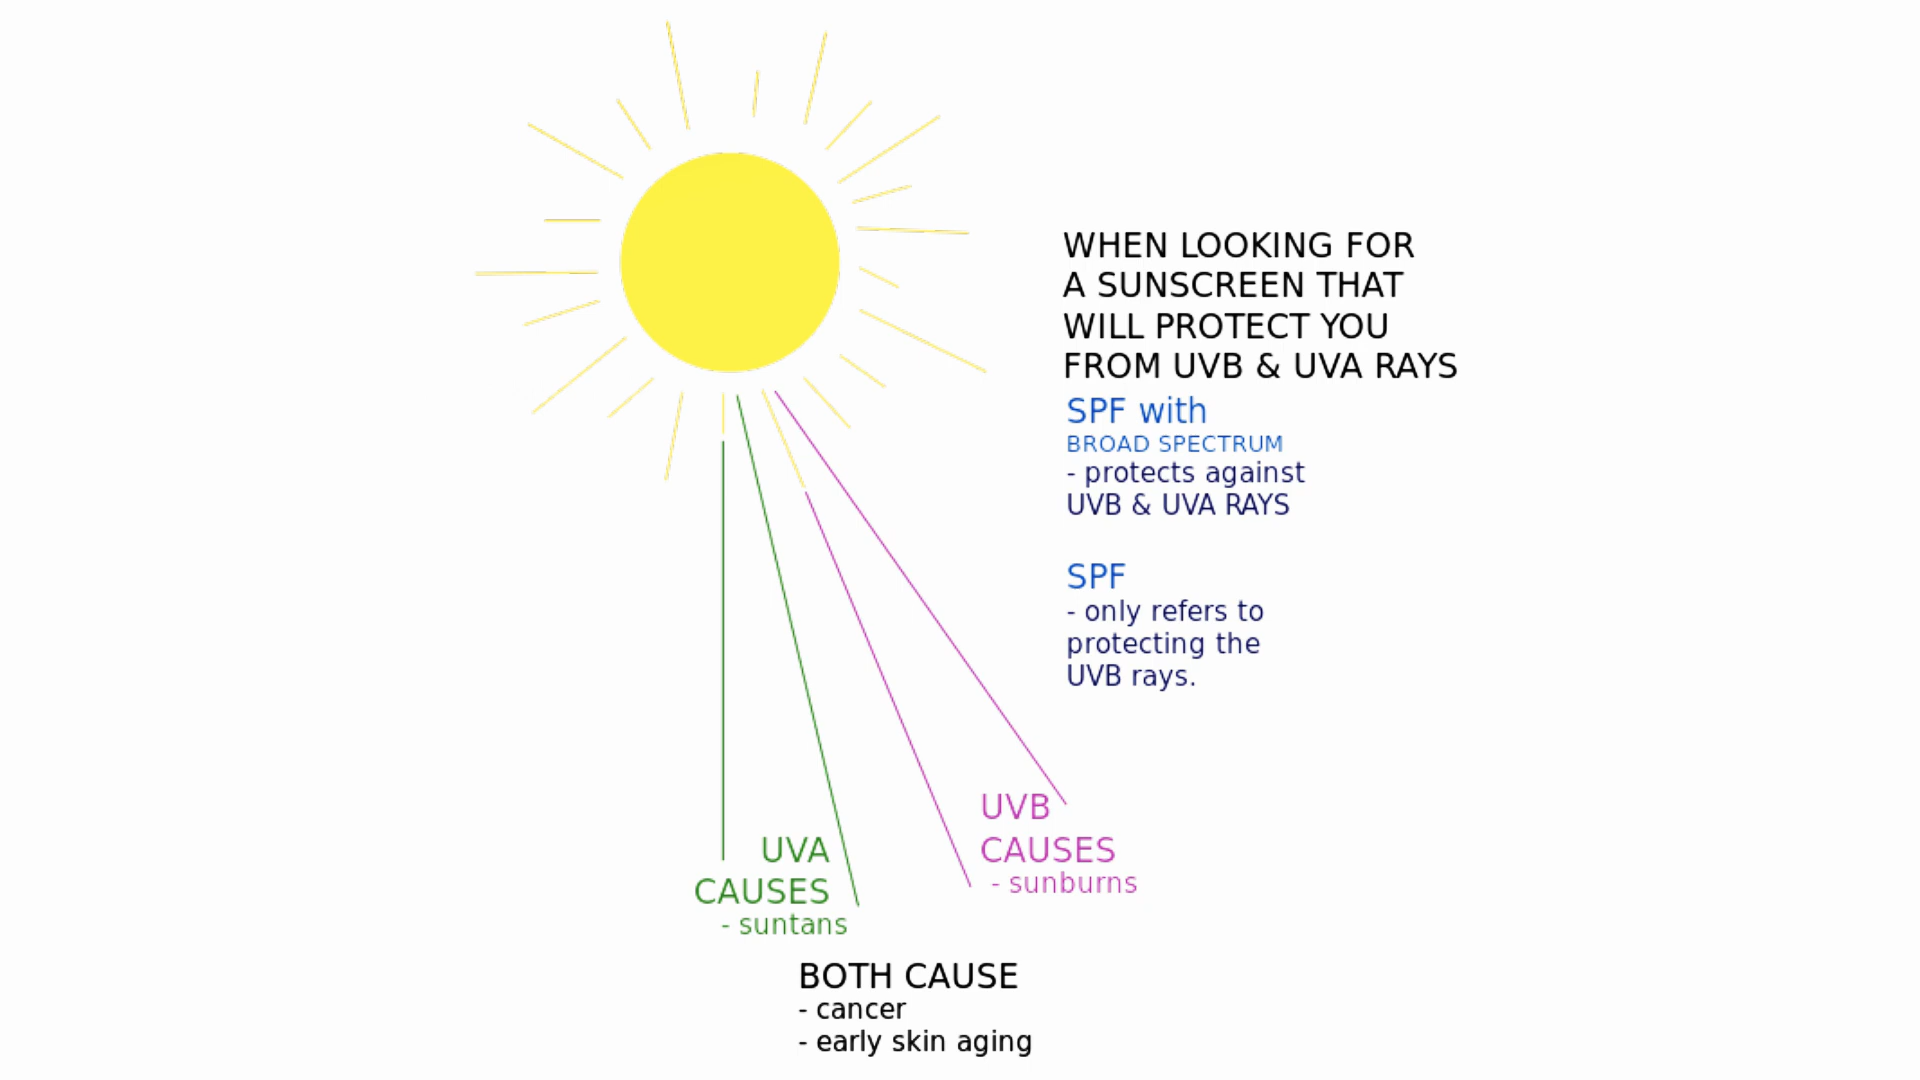 WHEN LOOKING FOR
A SUNSCREEN THAT
WILL PROTECT YOU
FROM UVB & UVA RAYS
SPF with
BROAD SPECTRUM
- protects against
UVB & UVA RAYS
SPF
- only refers to
protecting the
UVB rays.
UVB
CAUSES
- sunburns
UVA
CAUSES
- suntans
BOTH CAUSE
- cancer
- early skin aging